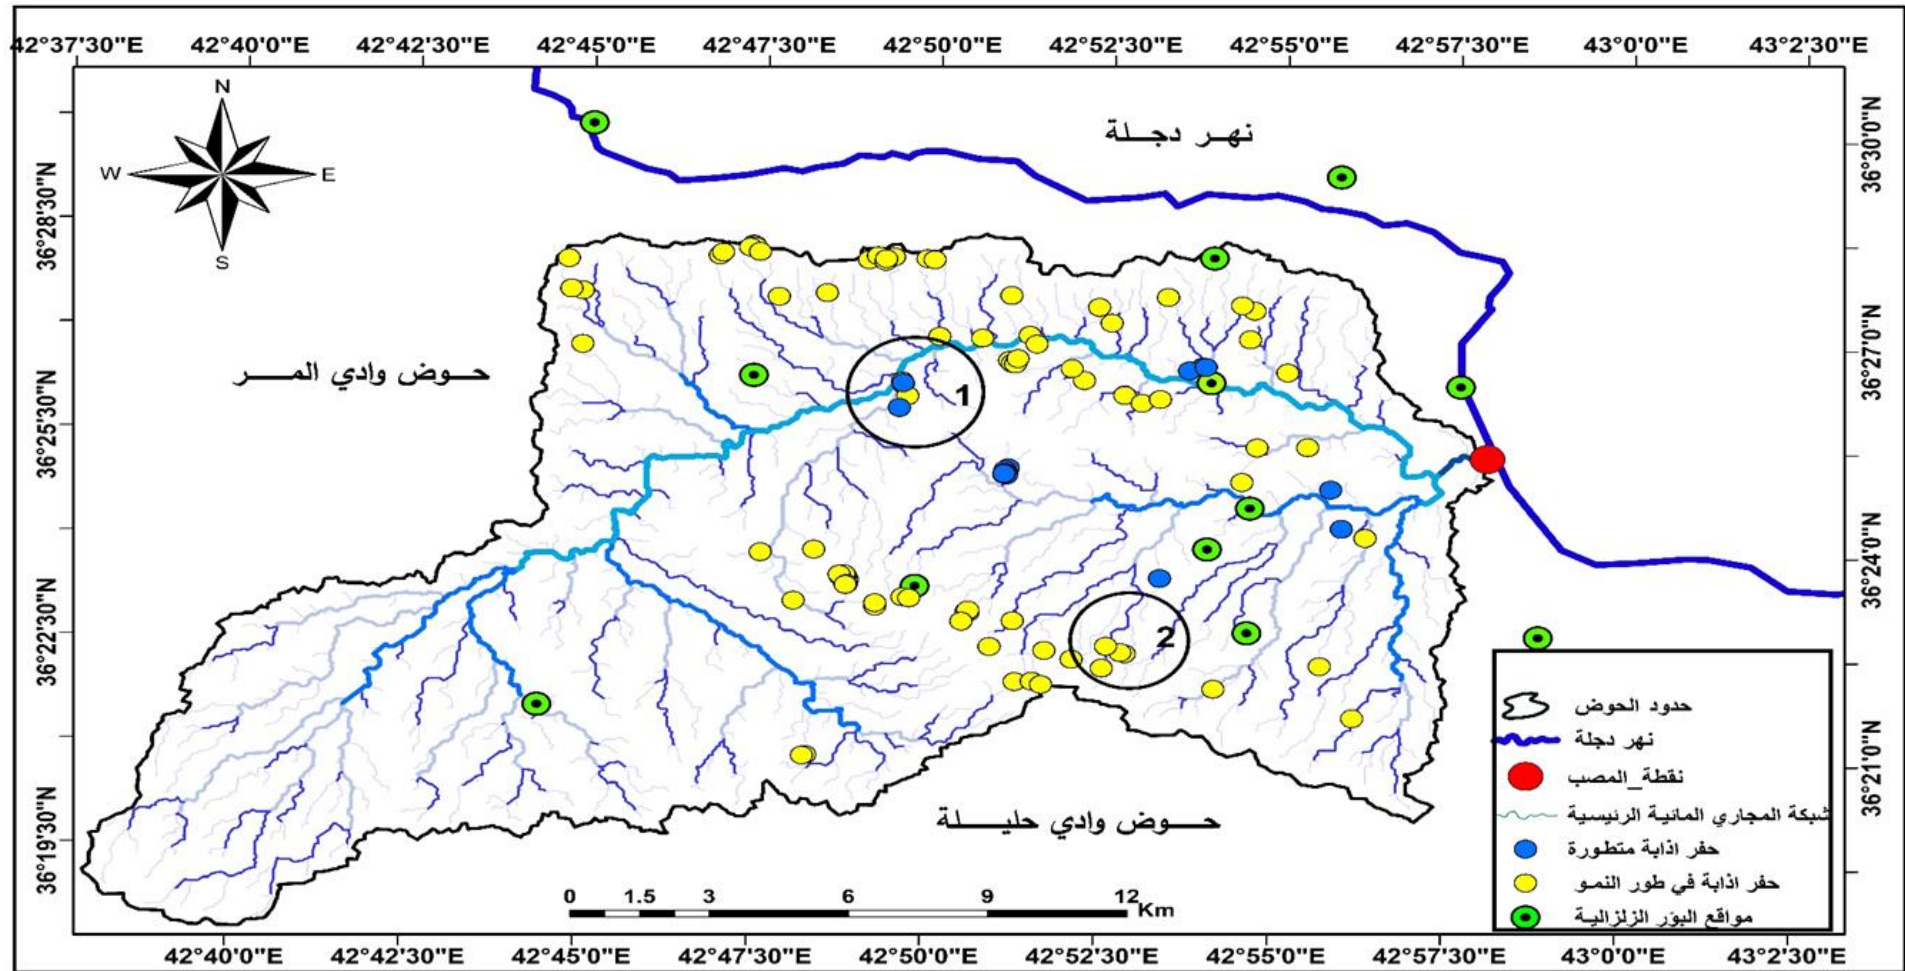 42°37'30"E 42°40'0"E 42°42'30"E 42°45'0"E 42°47'30"E 42°50'0"E 42°52'30"E 42°55'0"E 42°57'30"E 43°0'0"E 43°2'30"E
N
W E
S
نهـر دجــلة
36°30'0"N
36°28'30"N
36°27'0"N
حــوض وادي المــــر
36°25'30"N
1
36°24'0"N
36°22'30"N
2
36°21'0"N
36°19'30"N
حـــوض وادي حليـــــلة
0 1.5 3 6 9 12
Km
حدود الحوض
نهر دجلة
نقطة_المصب
شبكة المجاري المائية الرئيسية
حفر اذابة متطورة
حفر اذابة في طور النمـو
مواقع البؤر الزلزالية
42°40'0"E 42°42'30"E 42°45'0"E 42°47'30"E 42°50'0"E 42°52'30"E 42°55'0"E 42°57'30"E 43°0'0"E 43°2'30"E